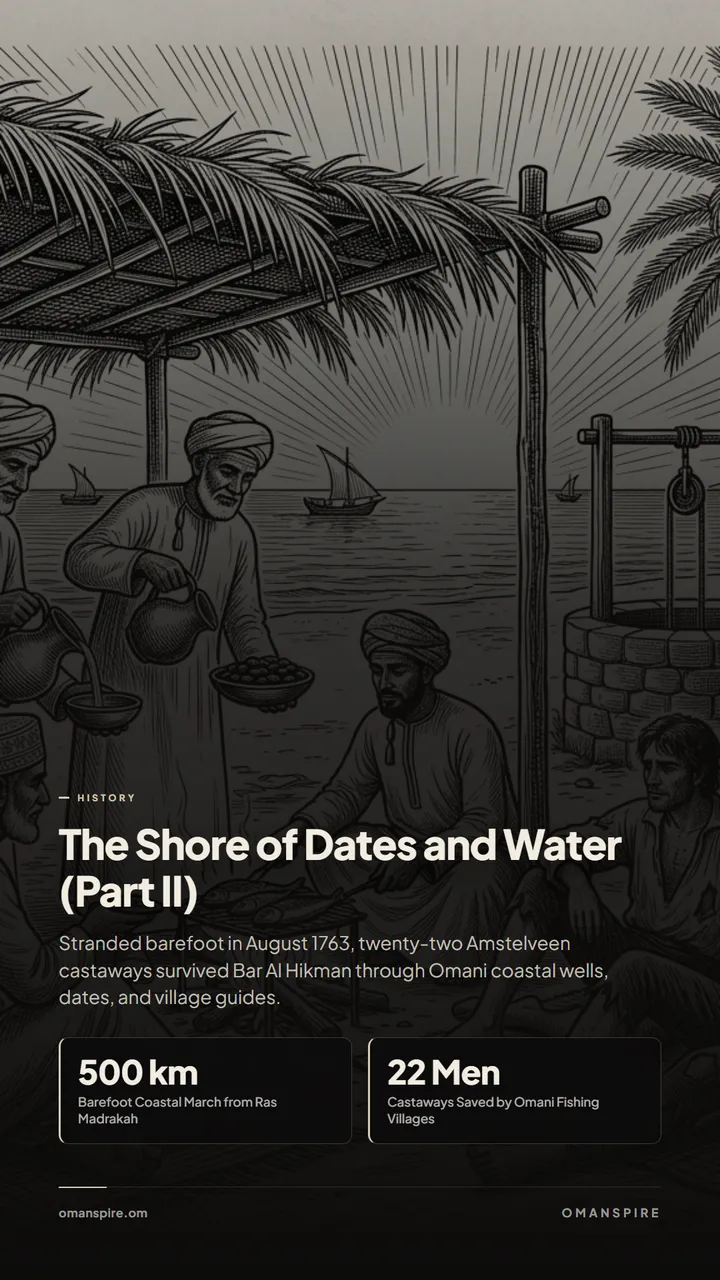 HISTORY
The Shore of Dates and Water
(Part II)
Stranded barefoot in August 1763, twenty-two Amstelveen
castaways survived Bar Al Hikman through Omani coastal wells,
dates, and village guides.
500 km
Barefoot Coastal March from Ras
Madrakah
22 Men
Castaways Saved by Omani Fishing
Villages
omanspire.om
OMANSPIRE